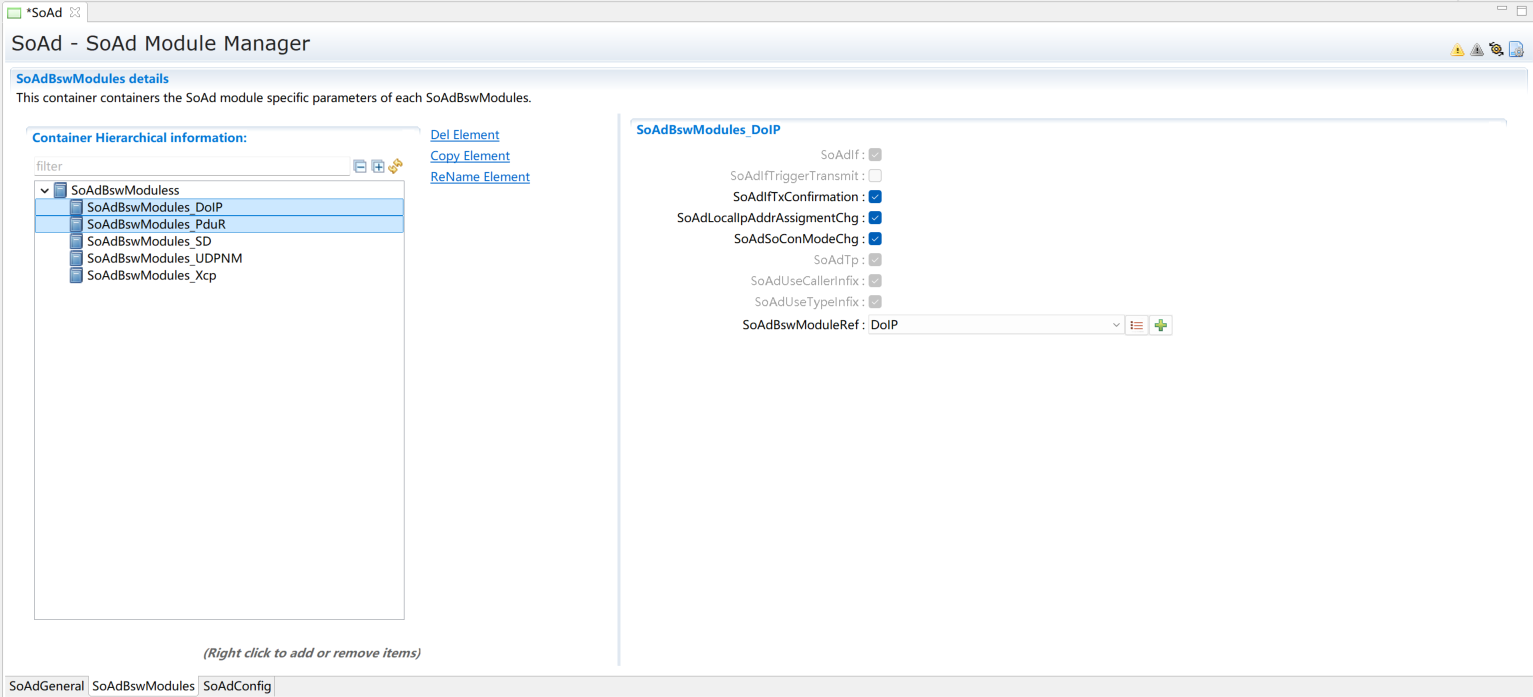 *SoAd
SoAd - SoAd Module Manager
SoAdBswModules details
This container containers the SoAd module specific parameters of each SoAdBswModules.
Container Hierarchical information:
filter
SoAdBswModuless
SoAdBswModules_DoIP
SoAdBswModules_PduR
SoAdBswModules_SD
SoAdBswModules_UDPNM
SoAdBswModules_Xcp
(Right click to add or remove items)
Del Element
Copy Element
ReName Element
SoAdBswModules_DoIP
SoAdIf :
SoAdIfTriggerTransmit :
SoAdIfTxConfirmation :
SoAdLocalIpAddrAssigmentChg :
SoAdSoConModeChg :
SoAdTp :
SoAdUseCallerInfix :
SoAdUseTypeInfix :
SoAdBswModuleRef : DoIP
SoAdGeneral SoAdBswModules SoAdConfig